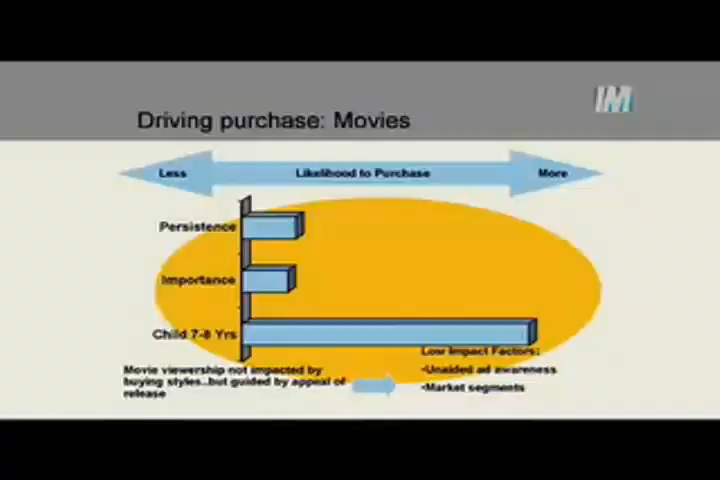 IM
Driving purchase: Movies
Less
Likelihood to Purchase
More
Persistence
Importance
Child 7-8 Yrs
Low Impact Factors:
•Unaided ad awareness
•Market segments
Movie viewership not impacted by
buying styles..but guided by appeal of
release